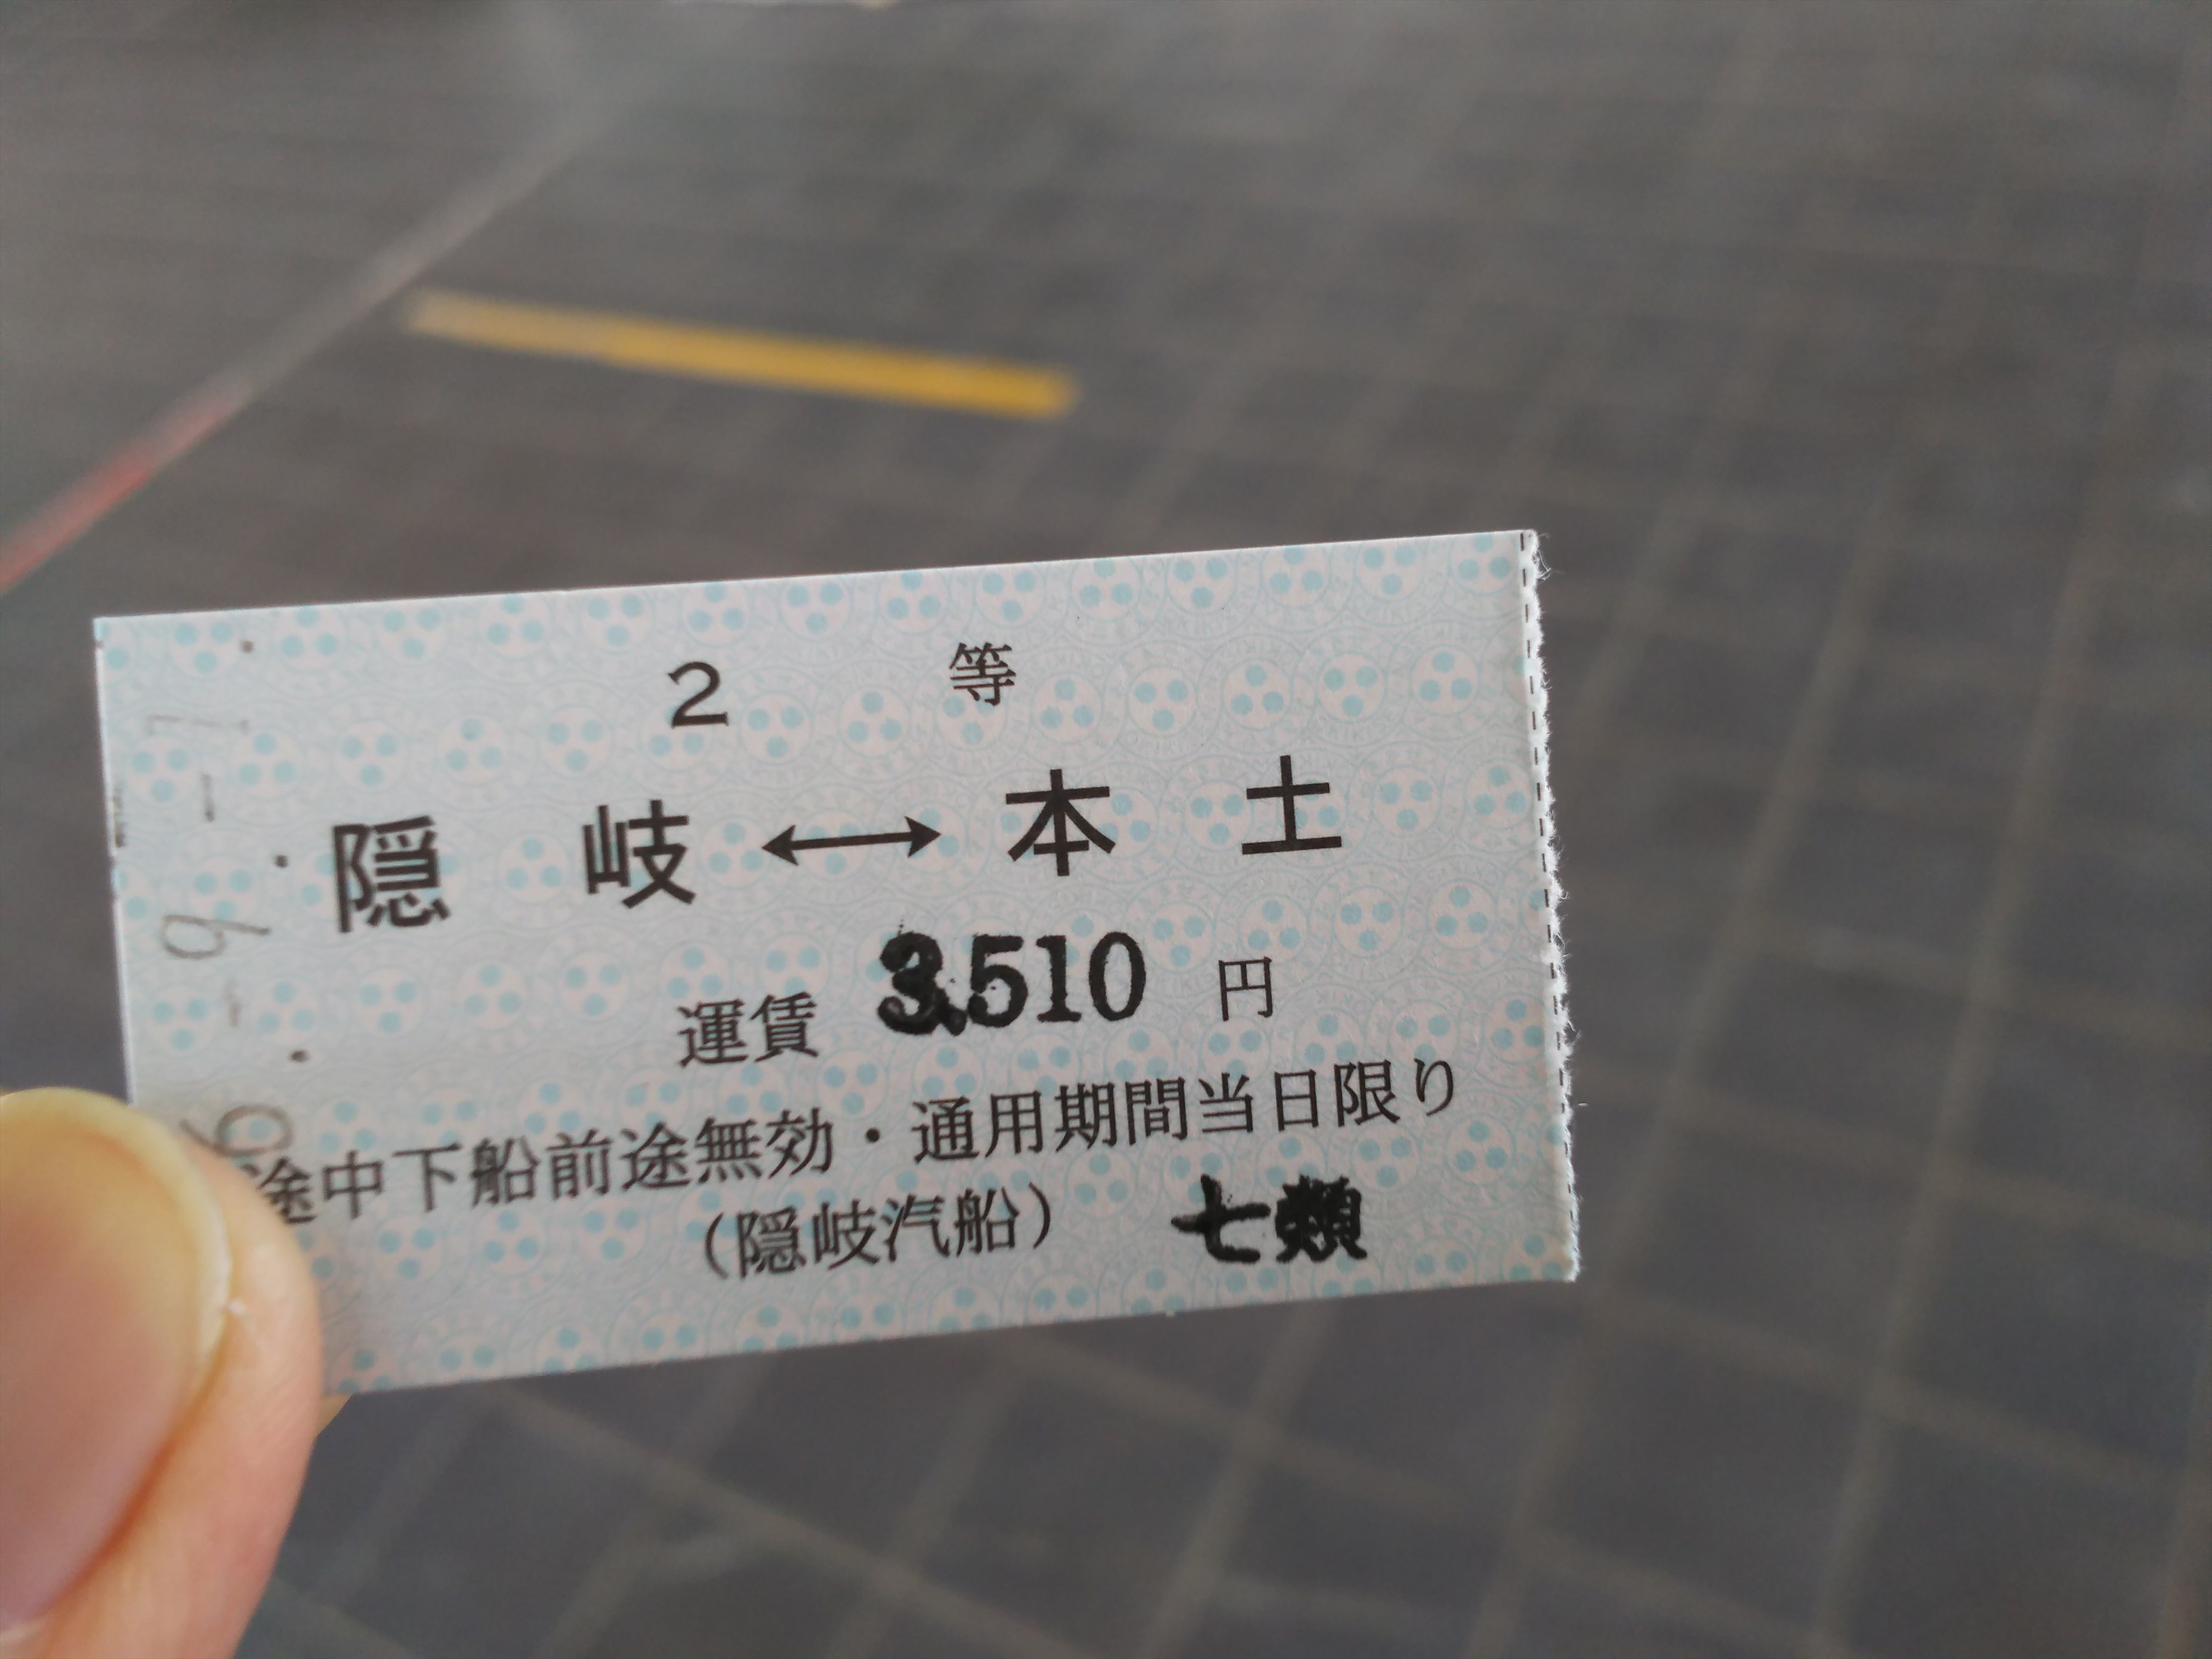 2 等
隠岐↔本土
運賃 3,510 円
途中下船前途無効・通用期間当日限り
(隠岐汽船) 七類